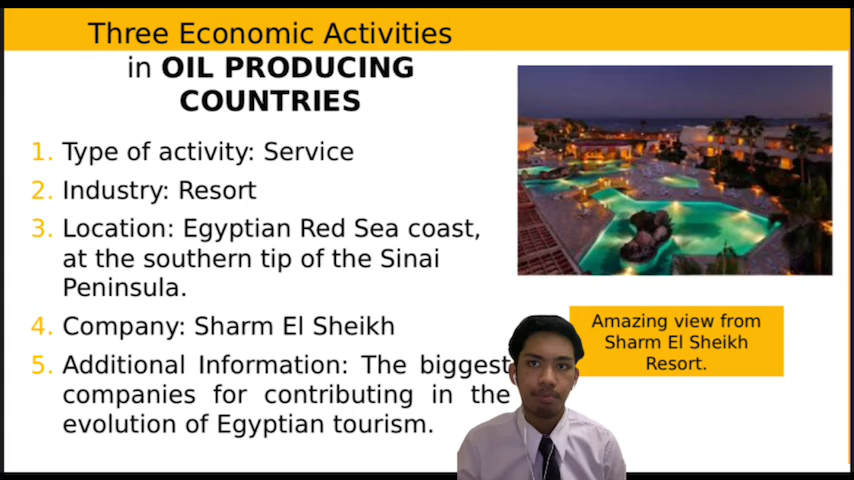 Three Economic Activities
in OIL PRODUCING
COUNTRIES
1. Type of activity: Service
2. Industry: Resort
3. Location: Egyptian Red Sea coast,
at the southern tip of the Sinai
Peninsula.
4. Company: Sharm El Sheikh
5. Additional Information: The biggest
companies for contributing in the
evolution of Egyptian tourism.
Amazing view from
Sharm El Sheikh
Resort.